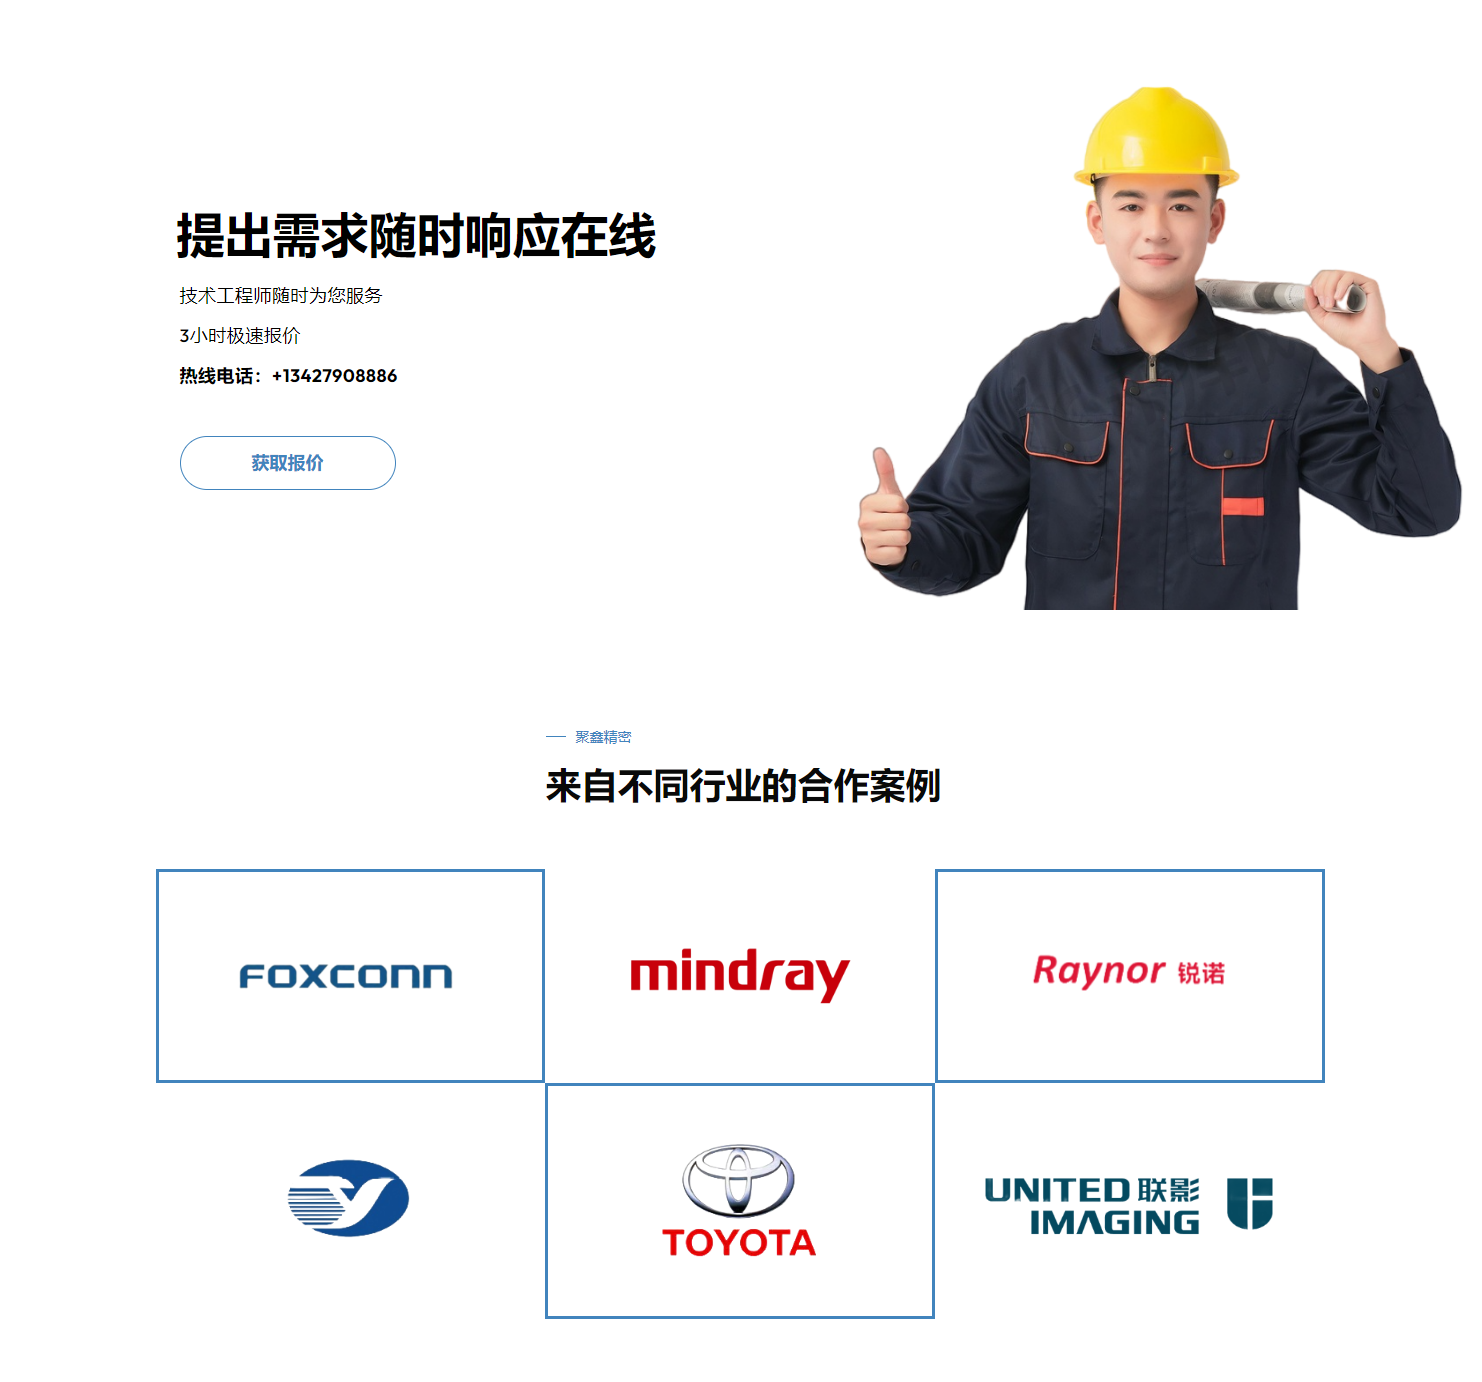 提出需求随时响应在线
技术工程师随时为您服务
3小时极速报价
热线电话：+13427908886
获取报价
聚鑫精密
来自不同行业的合作案例
FOXCONN
mindray
Raynor 锐诺
TOYOTA
UNITED 联影
IMAGING